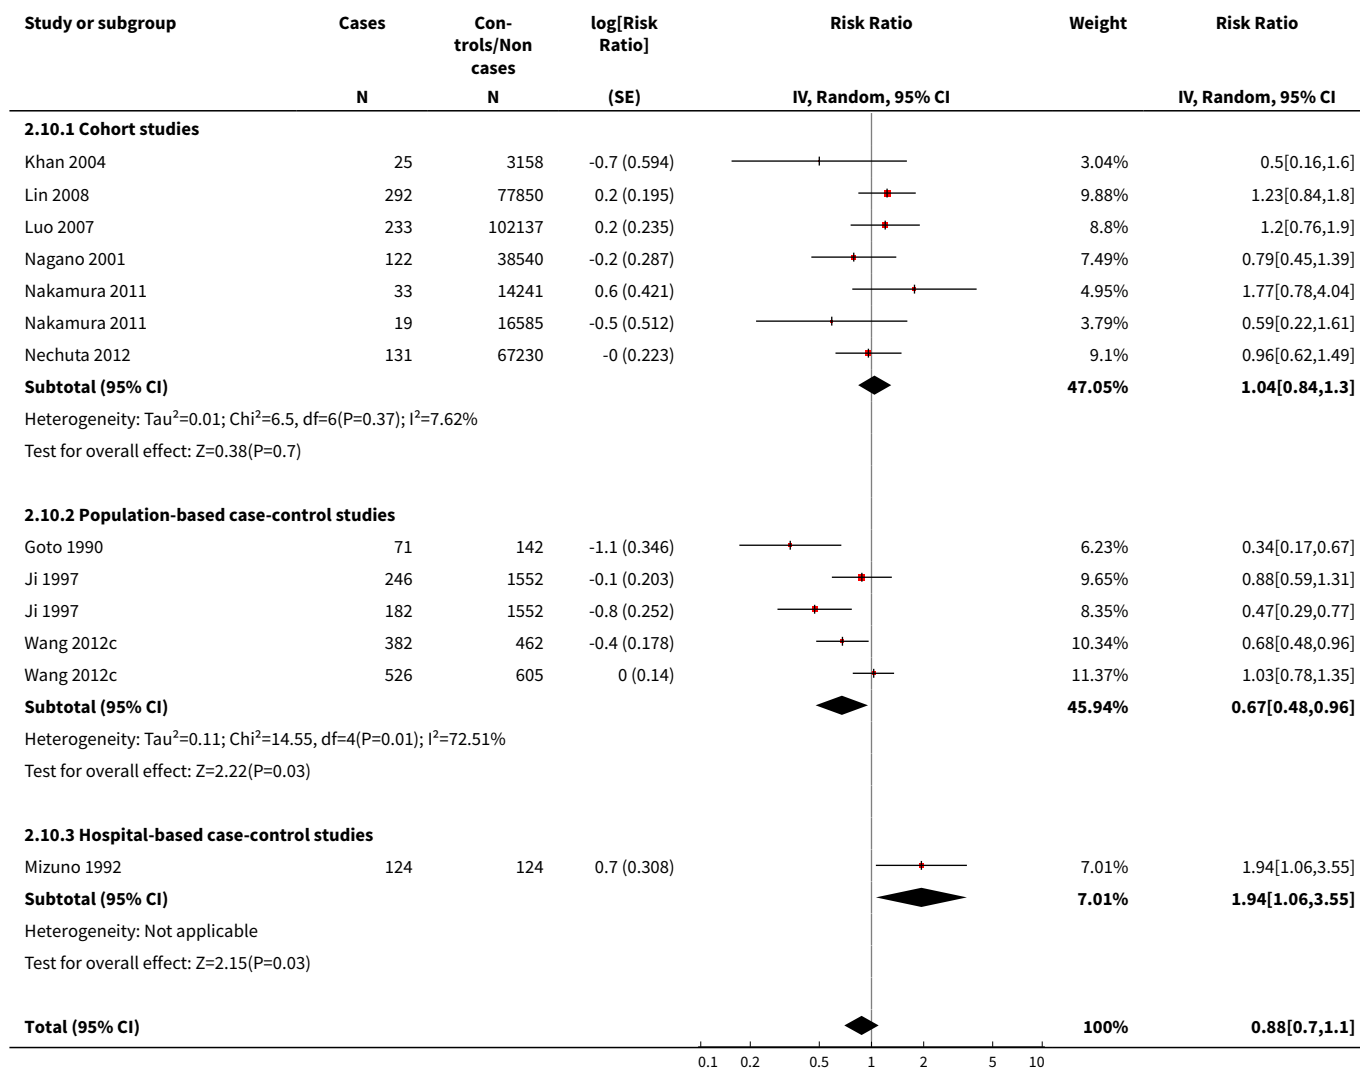 Study or subgroup Cases Con- log[Risk Risk Ratio Weight Risk Ratio
trols/Non Ratio]
cases
N N (SE) IV, Random, 95% CI IV, Random, 95% CI
2.10.1 Cohort studies
Khan 2004 25 3158 -0.7 (0.594) 3.04% 0.5[0.16,1.6]
Lin 2008 292 77850 0.2 (0.195) 9.88% 1.23[0.84,1.8]
Luo 2007 233 102137 0.2 (0.235) 8.8% 1.2[0.76,1.9]
Nagano 2001 122 38540 -0.2 (0.287) 7.49% 0.79[0.45,1.39]
Nakamura 2011 33 14241 0.6 (0.421) 4.95% 1.77[0.78,4.04]
Nakamura 2011 19 16585 -0.5 (0.512) 3.79% 0.59[0.22,1.61]
Nechuta 2012 131 67230 -0 (0.223) 9.1% 0.96[0.62,1.49]
Subtotal (95% CI) 47.05% 1.04[0.84,1.3]
Heterogeneity: Tau²=0.01; Chi²=6.5, df=6(P=0.37); I²=7.62%
Test for overall effect: Z=0.38(P=0.7)
2.10.2 Population-based case-control studies
Goto 1990 71 142 -1.1 (0.346) 6.23% 0.34[0.17,0.67]
Ji 1997 246 1552 -0.1 (0.203) 9.65% 0.88[0.59,1.31]
Ji 1997 182 1552 -0.8 (0.252) 8.35% 0.47[0.29,0.77]
Wang 2012c 382 462 -0.4 (0.178) 10.34% 0.68[0.48,0.96]
Wang 2012c 526 605 0 (0.14) 11.37% 1.03[0.78,1.35]
Subtotal (95% CI) 45.94% 0.67[0.48,0.96]
Heterogeneity: Tau²=0.11; Chi²=14.55, df=4(P=0.01); I²=72.51%
Test for overall effect: Z=2.22(P=0.03)
2.10.3 Hospital-based case-control studies
Mizuno 1992 124 124 0.7 (0.308) 7.01% 1.94[1.06,3.55]
Subtotal (95% CI) 7.01% 1.94[1.06,3.55]
Heterogeneity: Not applicable
Test for overall effect: Z=2.15(P=0.03)
Total (95% CI) 100% 0.88[0.7,1.1]
0.1 0.2 0.5 1 2 5 10